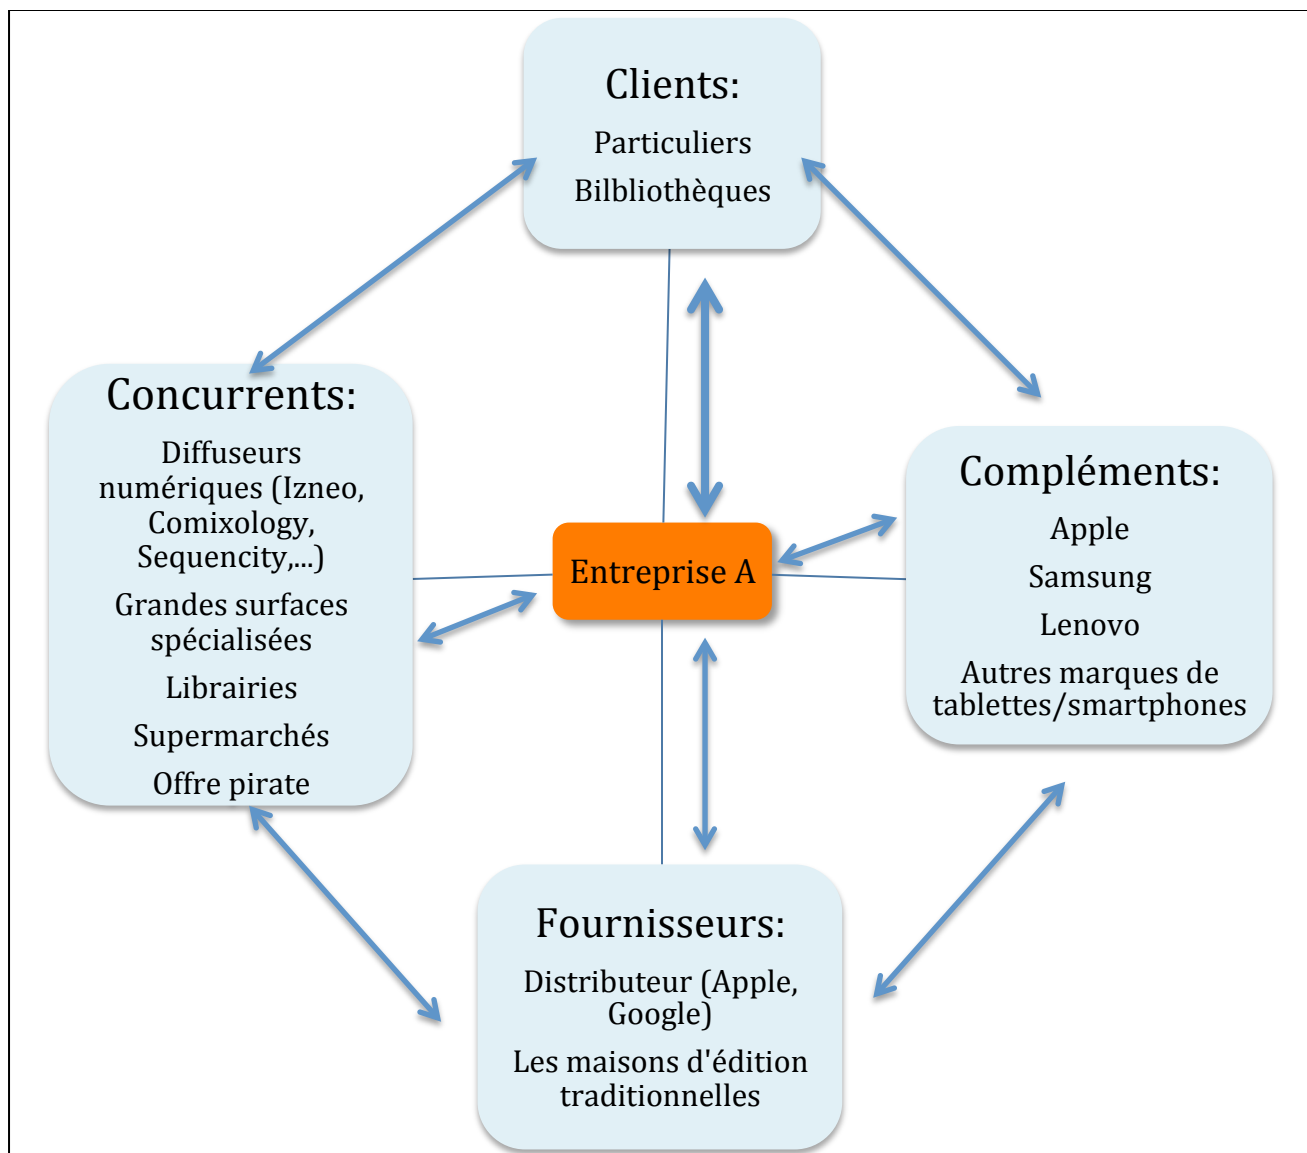 Clients:
Particuliers
Bilbliothèques
Concurrents:
Diffuseurs
numériques (Izneo,
Comixology,
Sequencity,...)
Grandes surfaces
spécialisées
Librairies
Supermarchés
Offre pirate
Entreprise A
Compléments:
Apple
Samsung
Lenovo
Autres marques de
tablettes/smartphones
Fournisseurs:
Distributeur (Apple,
Google)
Les maisons d'édition
traditionnelles